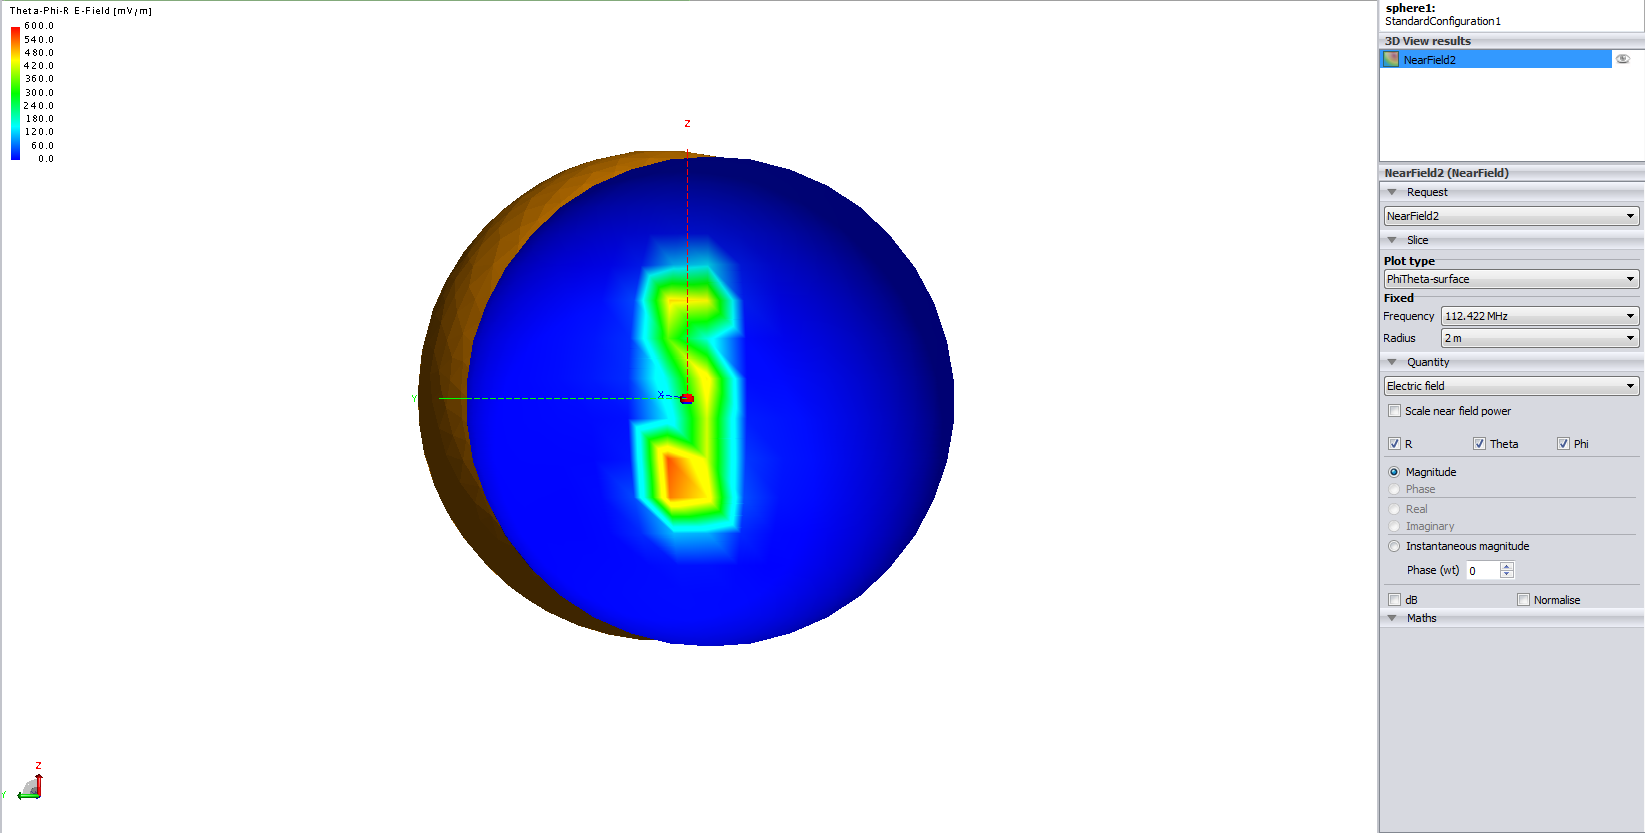 Theta-Phi-R E-Field [mV/m]
600.0
540.0
480.0
420.0
360.0
300.0
240.0
180.0
120.0
60.0
0.0
Z
Y
X
Z
Y
sphere1:
StandardConfiguration1
3D View results
NearField2
NearField2 (NearField)
Request
NearField2
Slice
Plot type
PhiTheta-surface
Fixed
Frequency 112.422 MHz
Radius 2 m
Quantity
Electric field
Scale near field power
R Theta Phi
Magnitude
Phase
Real
Imaginary
Instantaneous magnitude
Phase (wt) 0
dB Normalise
Maths